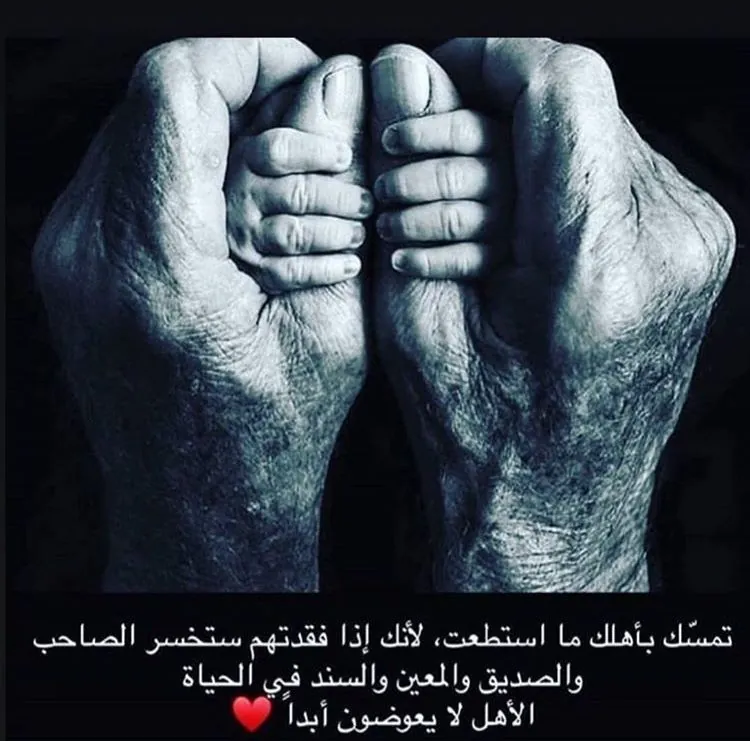 تمسّك بأهلك ما استطعت، لأنك إذا فقدتهم ستخسر الصاحب
والصديق والمعين والسند في الحياة
الأهل لا يعوضون أبداً ❤️